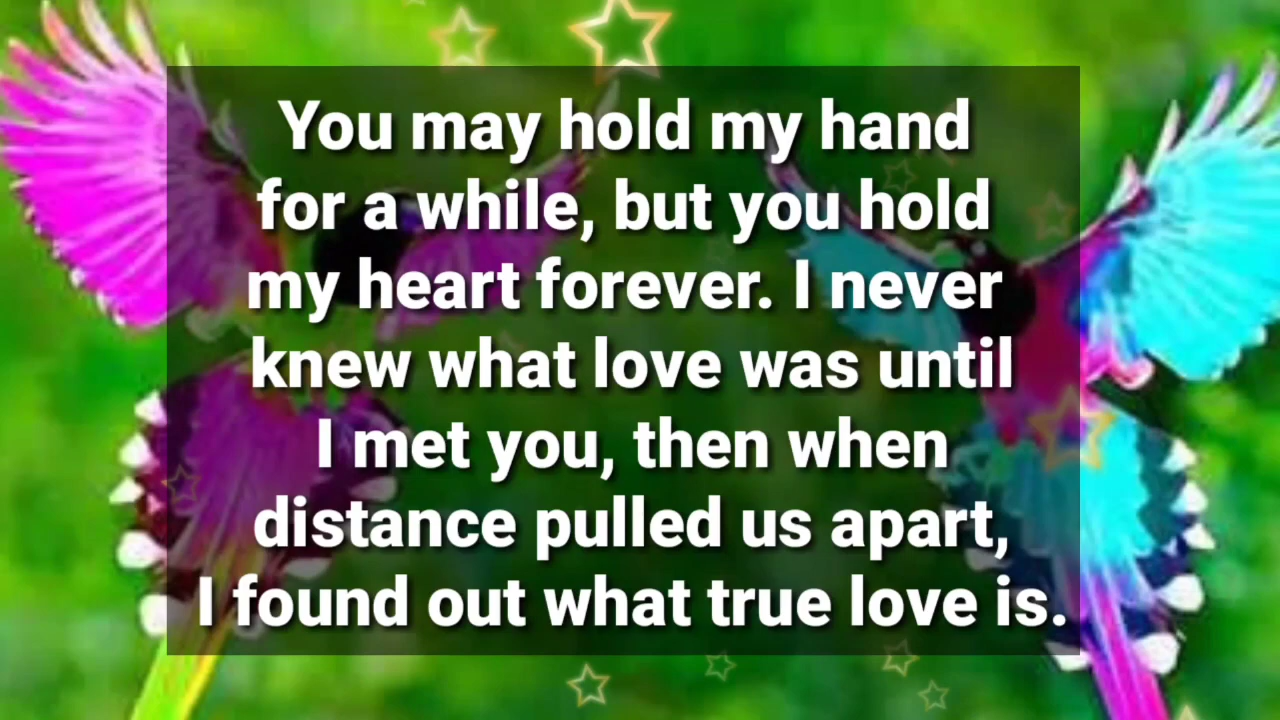 You may hold my hand
for a while, but you hold
my heart forever. I never
knew what love was until
I met you, then when
distance pulled us apart,
I found out what true love is.